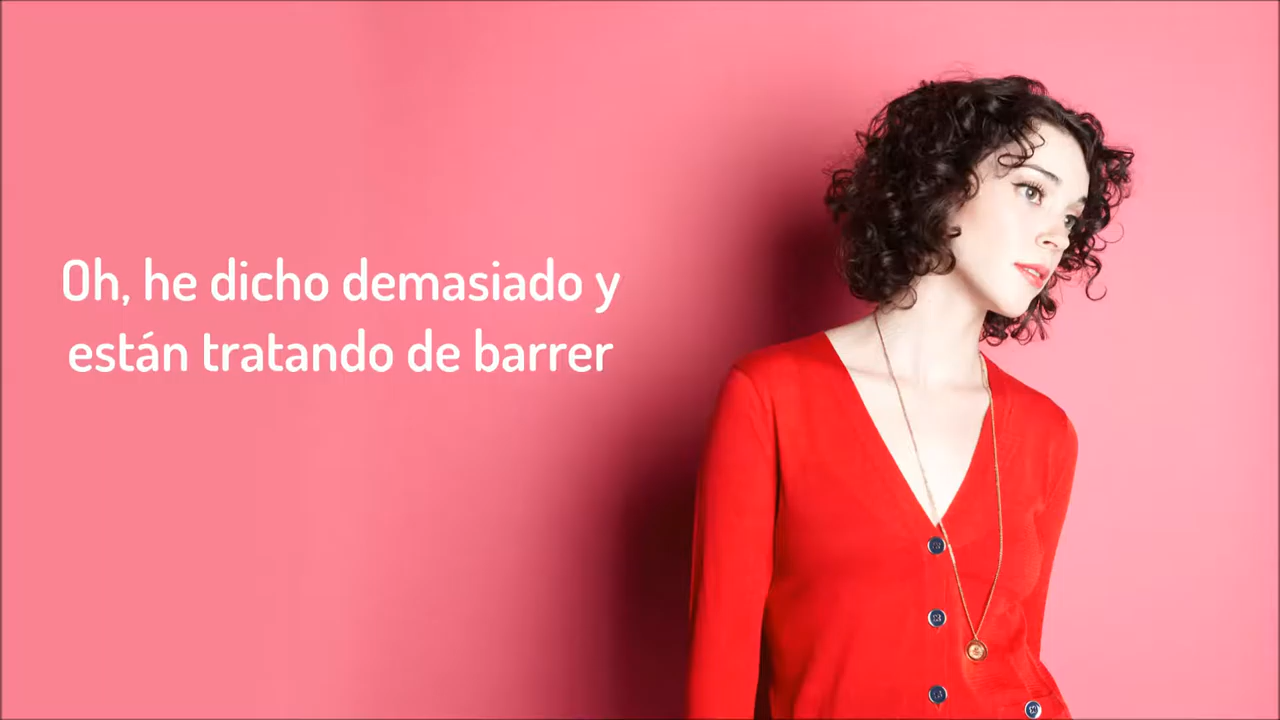 Oh, he dicho demasiado y
están tratando de barrer